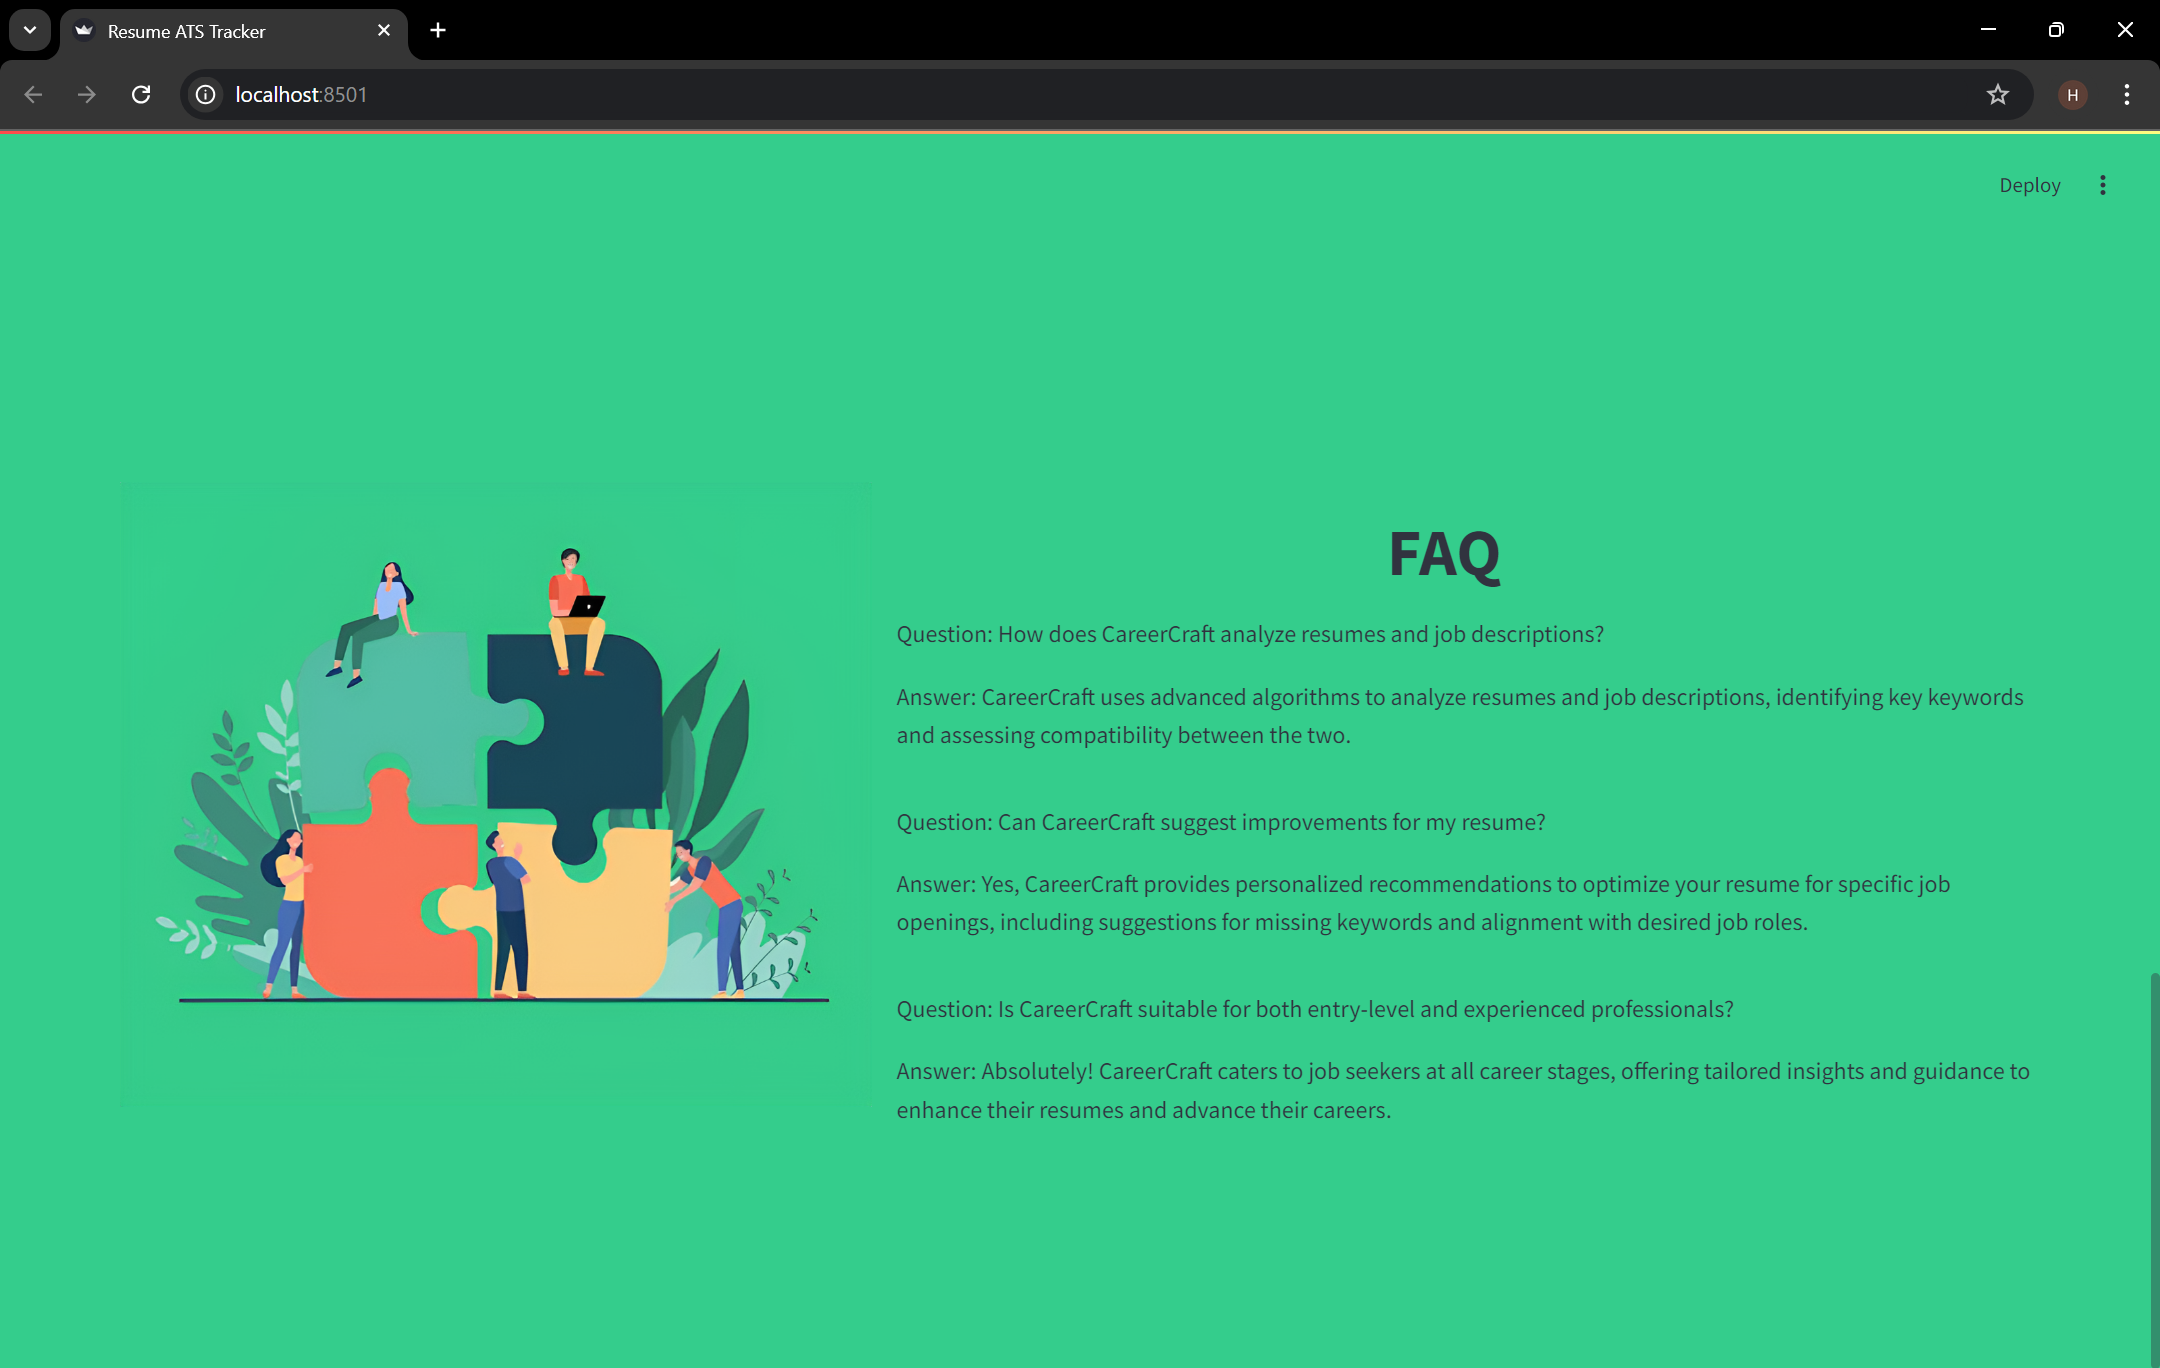 Resume ATS Tracker
localhost:8501
H
Deploy
FAQ
Question: How does CareerCraft analyze resumes and job descriptions?
Answer: CareerCraft uses advanced algorithms to analyze resumes and job descriptions, identifying key keywords
and assessing compatibility between the two.
Question: Can CareerCraft suggest improvements for my resume?
Answer: Yes, CareerCraft provides personalized recommendations to optimize your resume for specific job
openings, including suggestions for missing keywords and alignment with desired job roles.
Question: Is CareerCraft suitable for both entry-level and experienced professionals?
Answer: Absolutely! CareerCraft caters to job seekers at all career stages, offering tailored insights and guidance to
enhance their resumes and advance their careers.